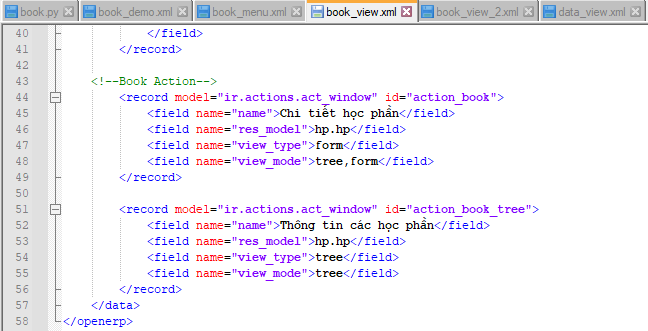 book.py book_demo.xml book_menu.xml book_view.xml book_view_2.xml data_view.xml
40 </field>
41 </record>
42
43 <!--Book Action-->
44 <record model="ir.actions.act_window" id="action_book">
45 <field name="name">Chi tiết học phần</field>
46 <field name="res_model">hp.hp</field>
47 <field name="view_type">form</field>
48 <field name="view_mode">tree,form</field>
49 </record>
50
51 <record model="ir.actions.act_window" id="action_book_tree">
52 <field name="name">Thông tin các học phần</field>
53 <field name="res_model">hp.hp</field>
54 <field name="view_type">tree</field>
55 <field name="view_mode">tree</field>
56 </record>
57 </data>
58 </openerp>